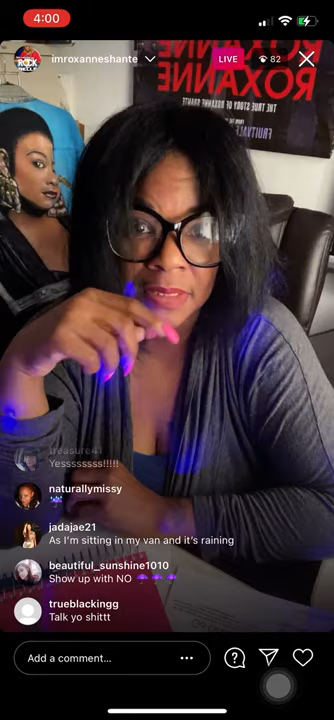 4:00
imroxanneshante
LIVE
82
ROXANNE
ROXANNE
THE TRUE STORY OF ROXANNE SHANTE
treasure41
Yessssssss!!!!!
naturallymissy
☔
jadajae21
As I'm sitting in my van and it's raining
beautiful_sunshine1010
Show up with NO ☂️☂️☂️
trueblackingg
Talk yo shittt
Add a comment...